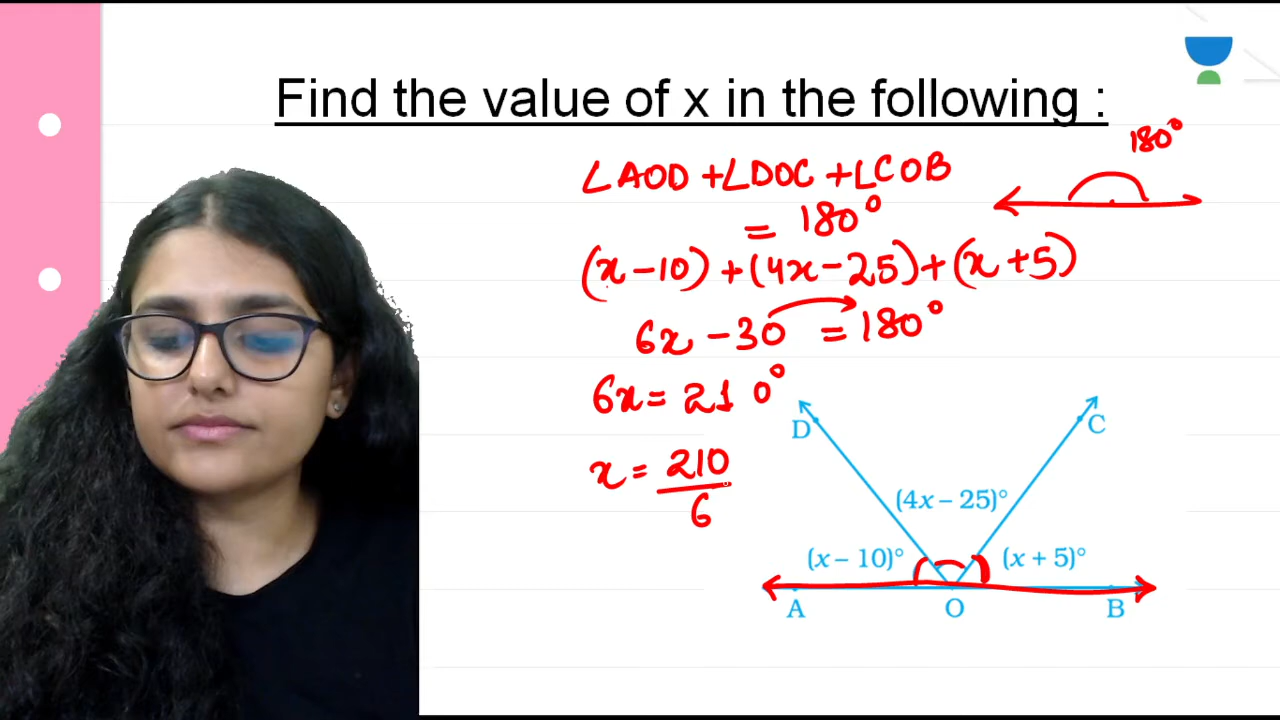 Find the value of x in the following :
180°
∠AOD + ∠DOC + ∠COB
= 180°
(x – 10) + (4x – 25) + (x + 5)
6x – 30 = 180°
6x = 210°
x = 210/6
D
C
(4x – 25)°
(x – 10)°
(x + 5)°
A
O
B